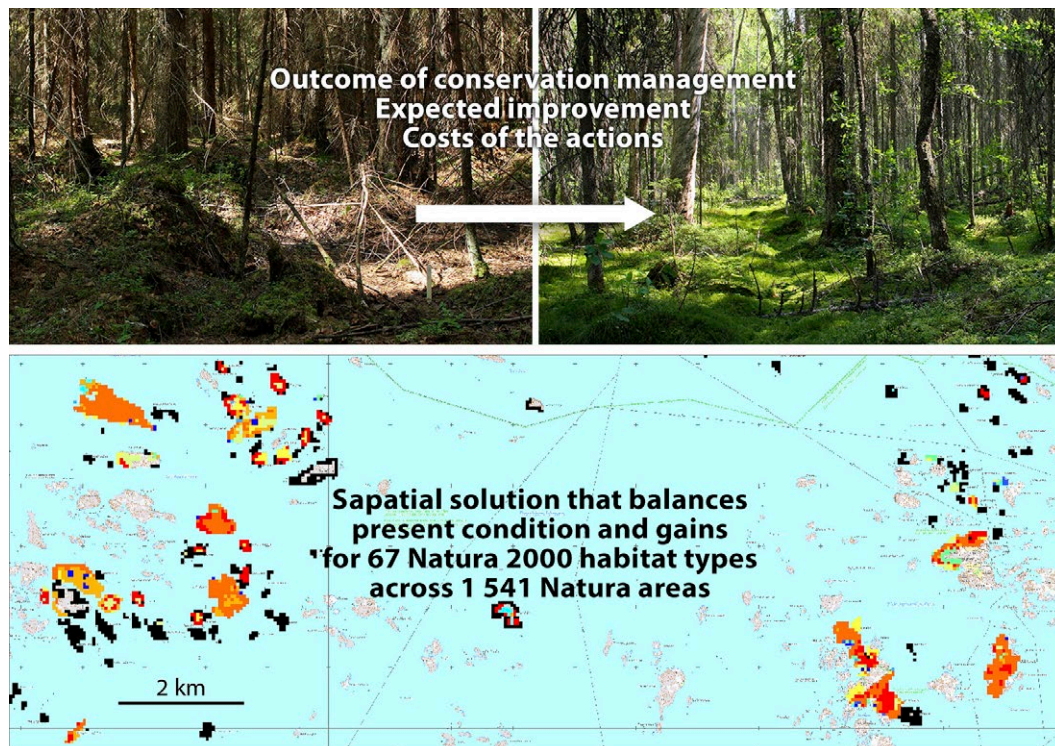 Outcome of conservation management
Expected improvement
Costs of the actions
Sapatial solution that balances
present condition and gains
for 67 Natura 2000 habitat types
across 1 541 Natura areas
2 km